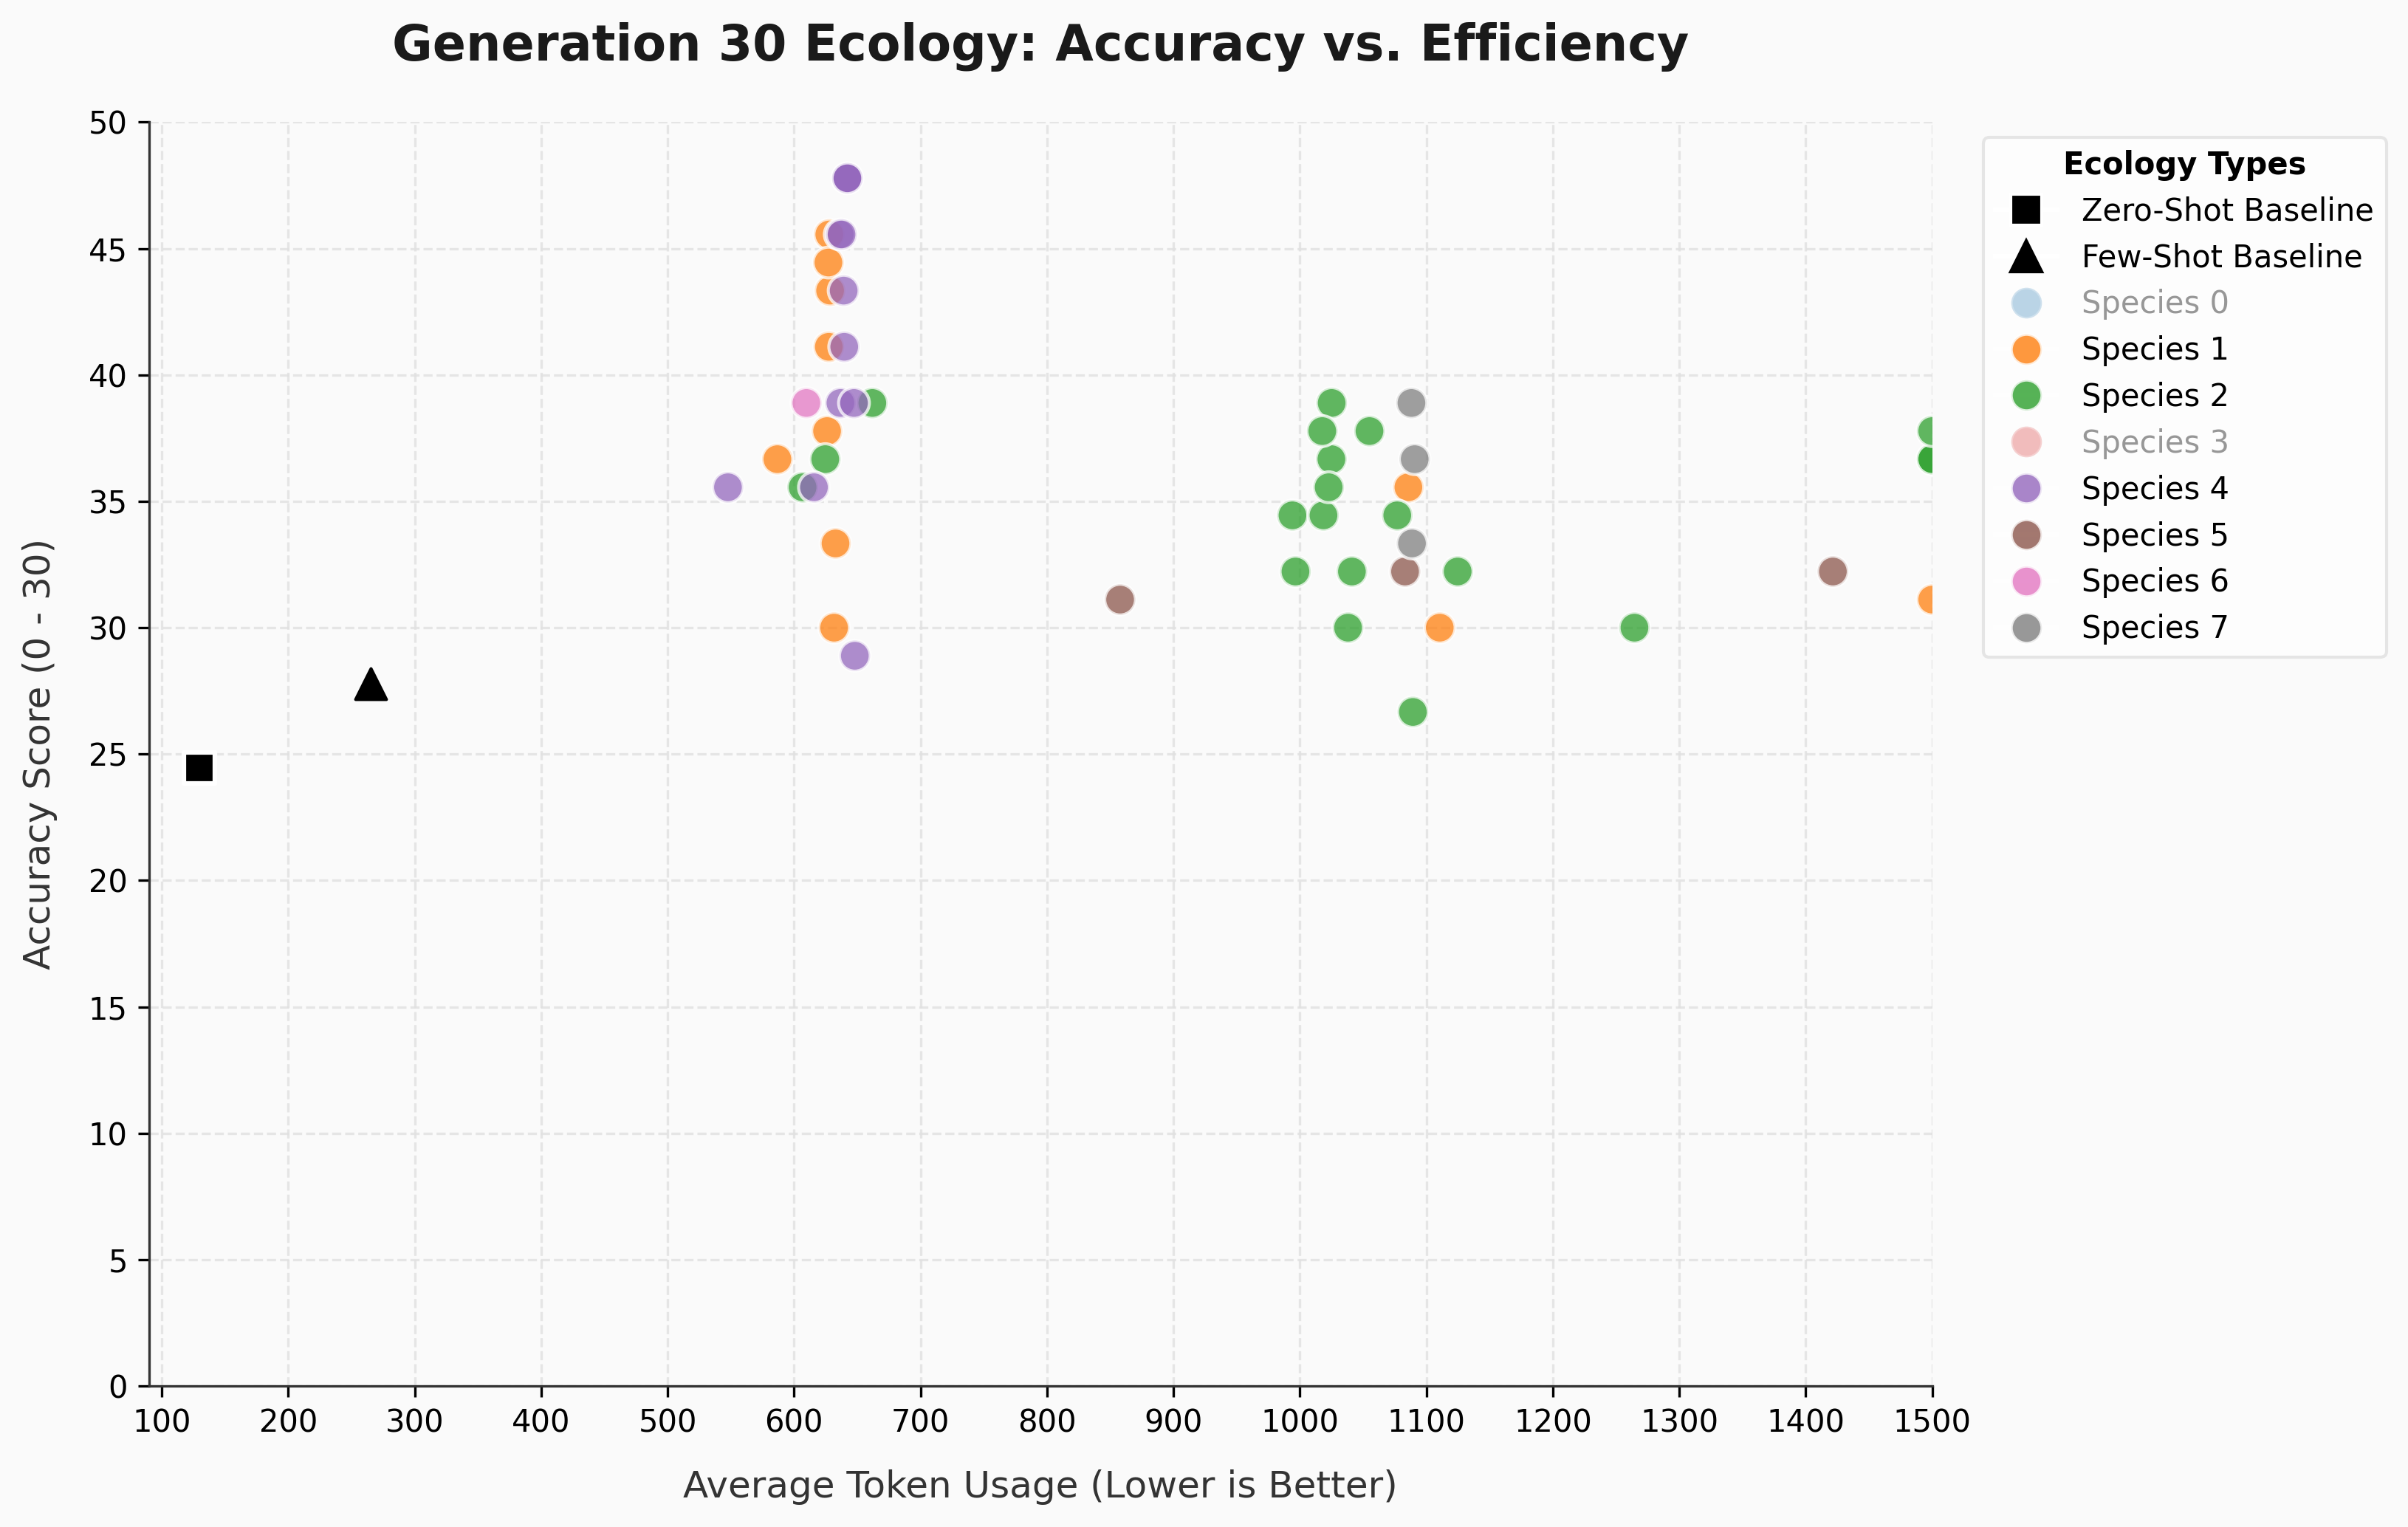 Generation 30 Ecology: Accuracy vs. Efficiency
50
45
40
35
30
25
20
15
10
5
0
Accuracy Score (0 - 30)
100 200 300 400 500 600 700 800 900 1000 1100 1200 1300 1400 1500
Average Token Usage (Lower is Better)
Ecology Types
Zero-Shot Baseline
Few-Shot Baseline
Species 0
Species 1
Species 2
Species 3
Species 4
Species 5
Species 6
Species 7